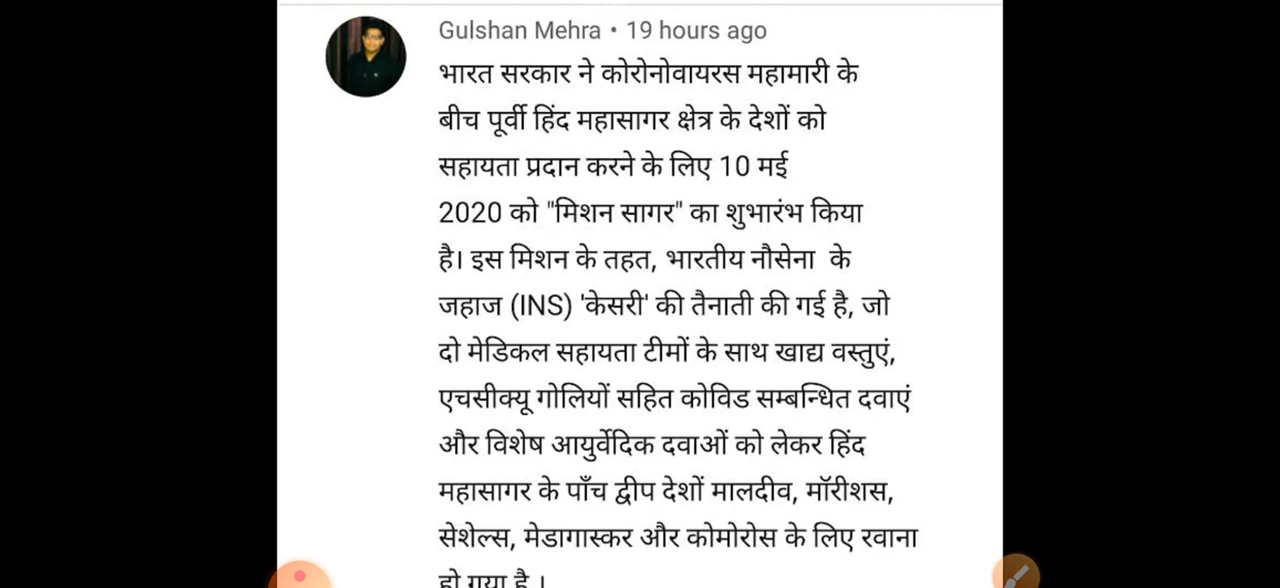 Gulshan Mehra • 19 hours ago
भारत सरकार ने कोरोनोवायरस महामारी के
बीच पूर्वी हिंद महासागर क्षेत्र के देशों को
सहायता प्रदान करने के लिए 10 मई
2020 को "मिशन सागर" का शुभारंभ किया
है। इस मिशन के तहत, भारतीय नौसेना के
जहाज (INS) 'केसरी' की तैनाती की गई है, जो
दो मेडिकल सहायता टीमों के साथ खाद्य वस्तुएं,
एचसीक्यू गोलियों सहित कोविड सम्बन्धित दवाएं
और विशेष आयुर्वेदिक दवाओं को लेकर हिंद
महासागर के पाँच द्वीप देशों मालदीव, मॉरीशस,
सेशेल्स, मेडागास्कर और कोमोरोस के लिए रवाना
हो गया है ।